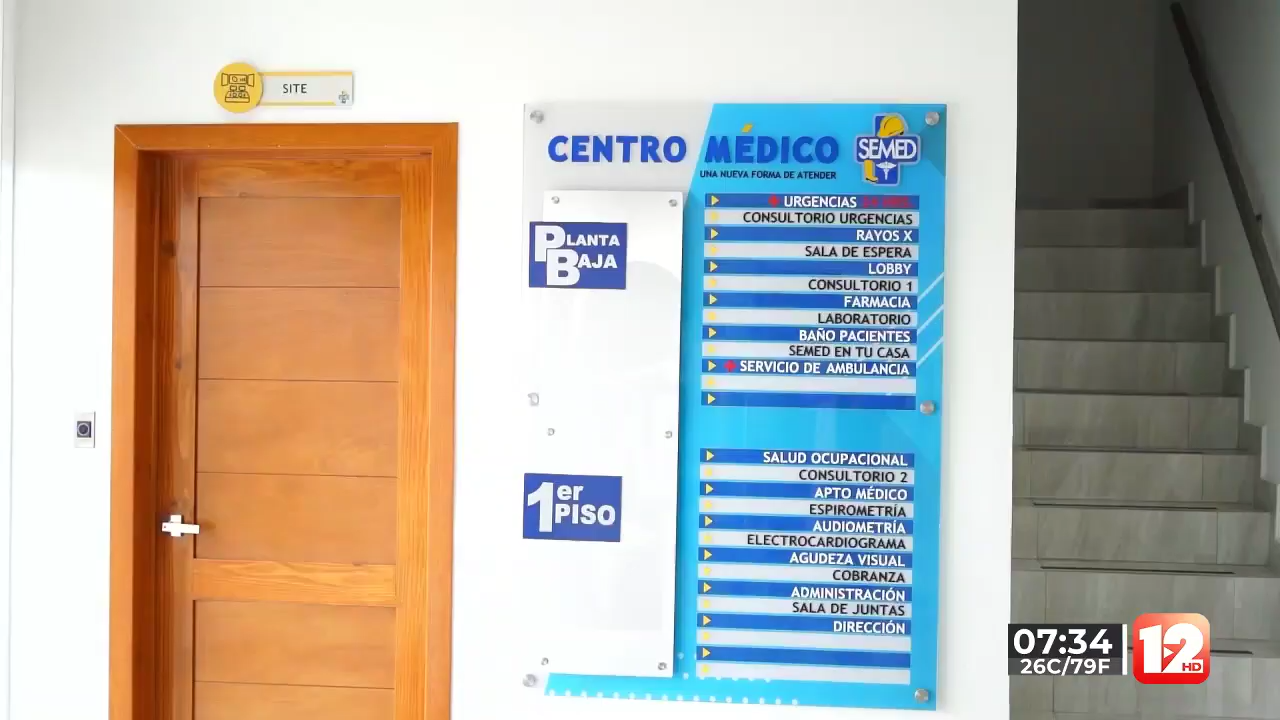 SITE
CENTRO MÉDICO
SEMED
UNA NUEVA FORMA DE ATENDER
PLANTA
BAJA
URGENCIAS
CONSULTORIO URGENCIAS
RAYOS X
SALA DE ESPERA
LOBBY
CONSULTORIO 1
FARMACIA
LABORATORIO
BAÑO PACIENTES
SEMED EN TU CASA
SERVICIO DE AMBULANCIA
1er
PISO
SALUD OCUPACIONAL
CONSULTORIO 2
APTO MÉDICO
ESPIROMETRÍA
AUDIOMETRÍA
ELECTROCARDIOGRAMA
AGUDEZA VISUAL
COBRANZA
ADMINISTRACIÓN
SALA DE JUNTAS
DIRECCIÓN
07:34
26C/79F
12
HD